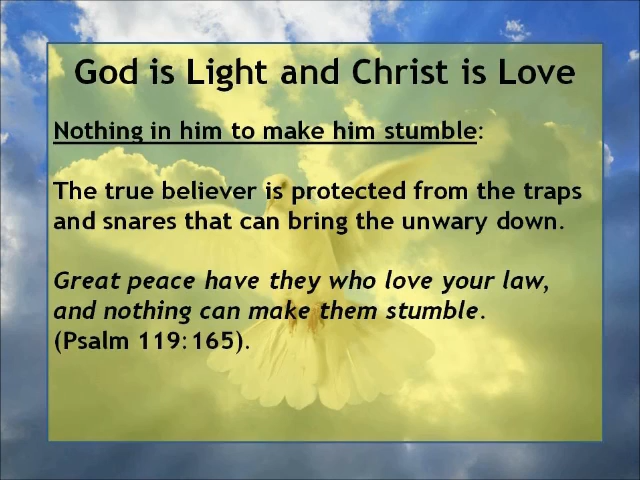 God is Light and Christ is Love
Nothing in him to make him stumble:
The true believer is protected from the traps
and snares that can bring the unwary down.
Great peace have they who love your law,
and nothing can make them stumble.
(Psalm 119:165).